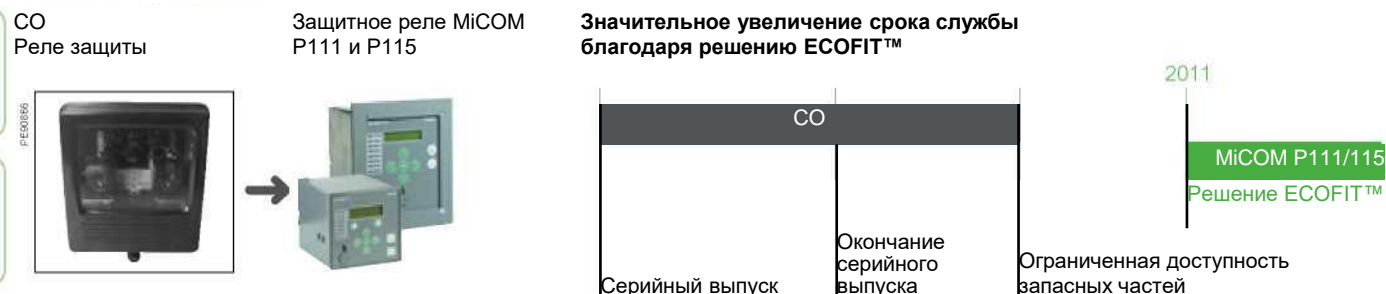 CO
Реле защиты
Защитное реле MiCOM
P111 и P115
Значительное увеличение срока службы
благодаря решению ECOFIT™
PE90866
2011
CO
MiCOM P111/115
Решение ECOFIT™
Серийный выпуск
Окончание
серийного
выпуска
Ограниченная доступность
запасных частей